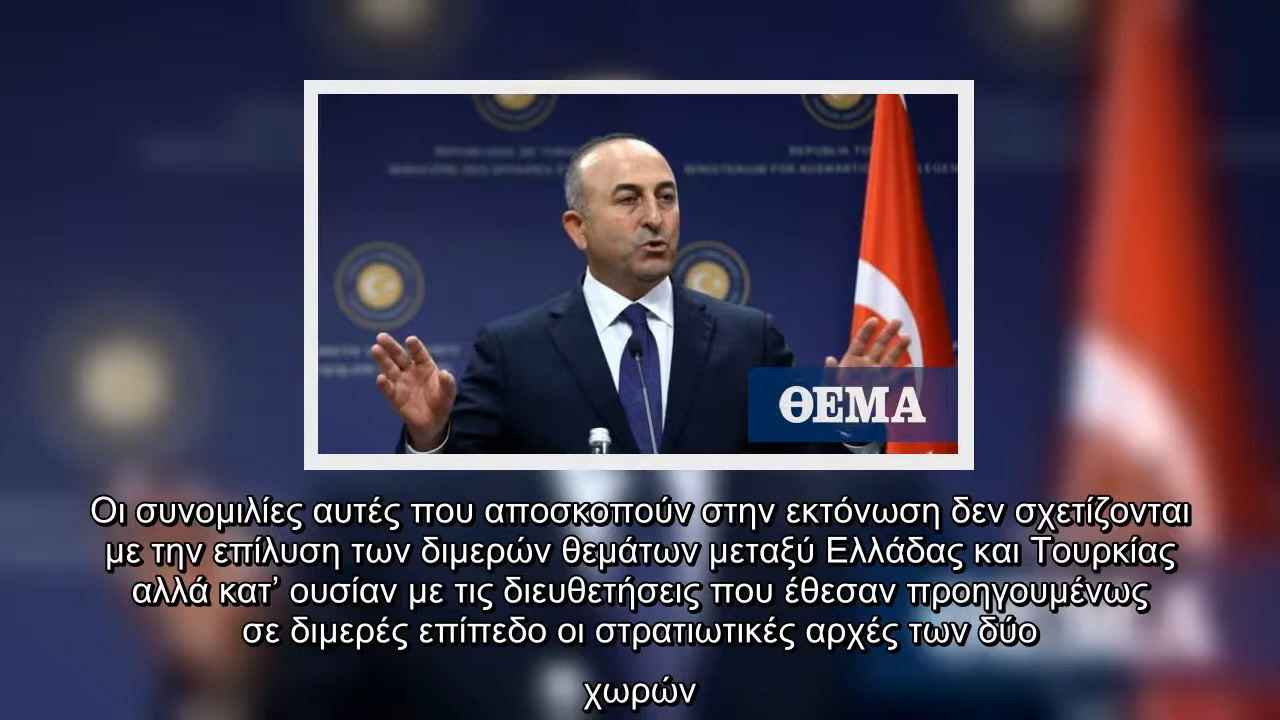 ΘΕΜΑ
Οι συνομιλίες αυτές που αποσκοπούν στην εκτόνωση δεν σχετίζονται
με την επίλυση των διμερών θεμάτων μεταξύ Ελλάδας και Τουρκίας
αλλά κατ’ ουσίαν με τις διευθετήσεις που έθεσαν προηγουμένως
σε διμερές επίπεδο οι στρατιωτικές αρχές των δύο
χωρών